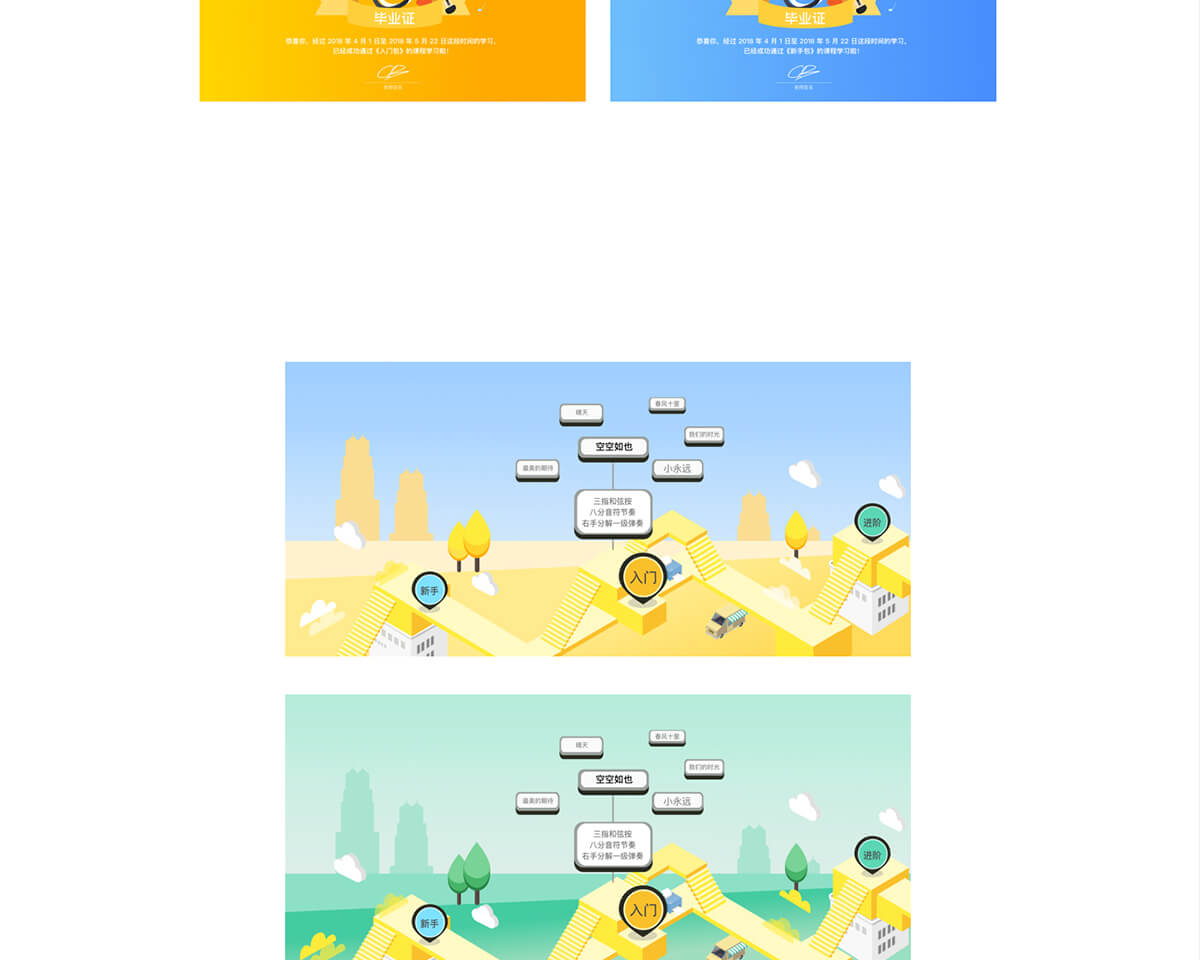 毕业证
恭喜你，经过 2018 年 4 月 1 日至 2018 年 5 月 22 日这段时间的学习，
已经成功通过《入门包》的课程学习啦！
毕业证
恭喜你，经过 2018 年 4 月 1 日至 2018 年 5 月 22 日这段时间的学习，
已经成功通过《新手包》的课程学习啦！
晴天
春风十里
我们的时光
空空如也
最美的期待
小永远
三指和弦按
八分音符节奏
右手分解一级弹奏
进阶
入门
新手
晴天
春风十里
我们的时光
空空如也
最美的期待
小永远
三指和弦按
八分音符节奏
右手分解一级弹奏
进阶
入门
新手